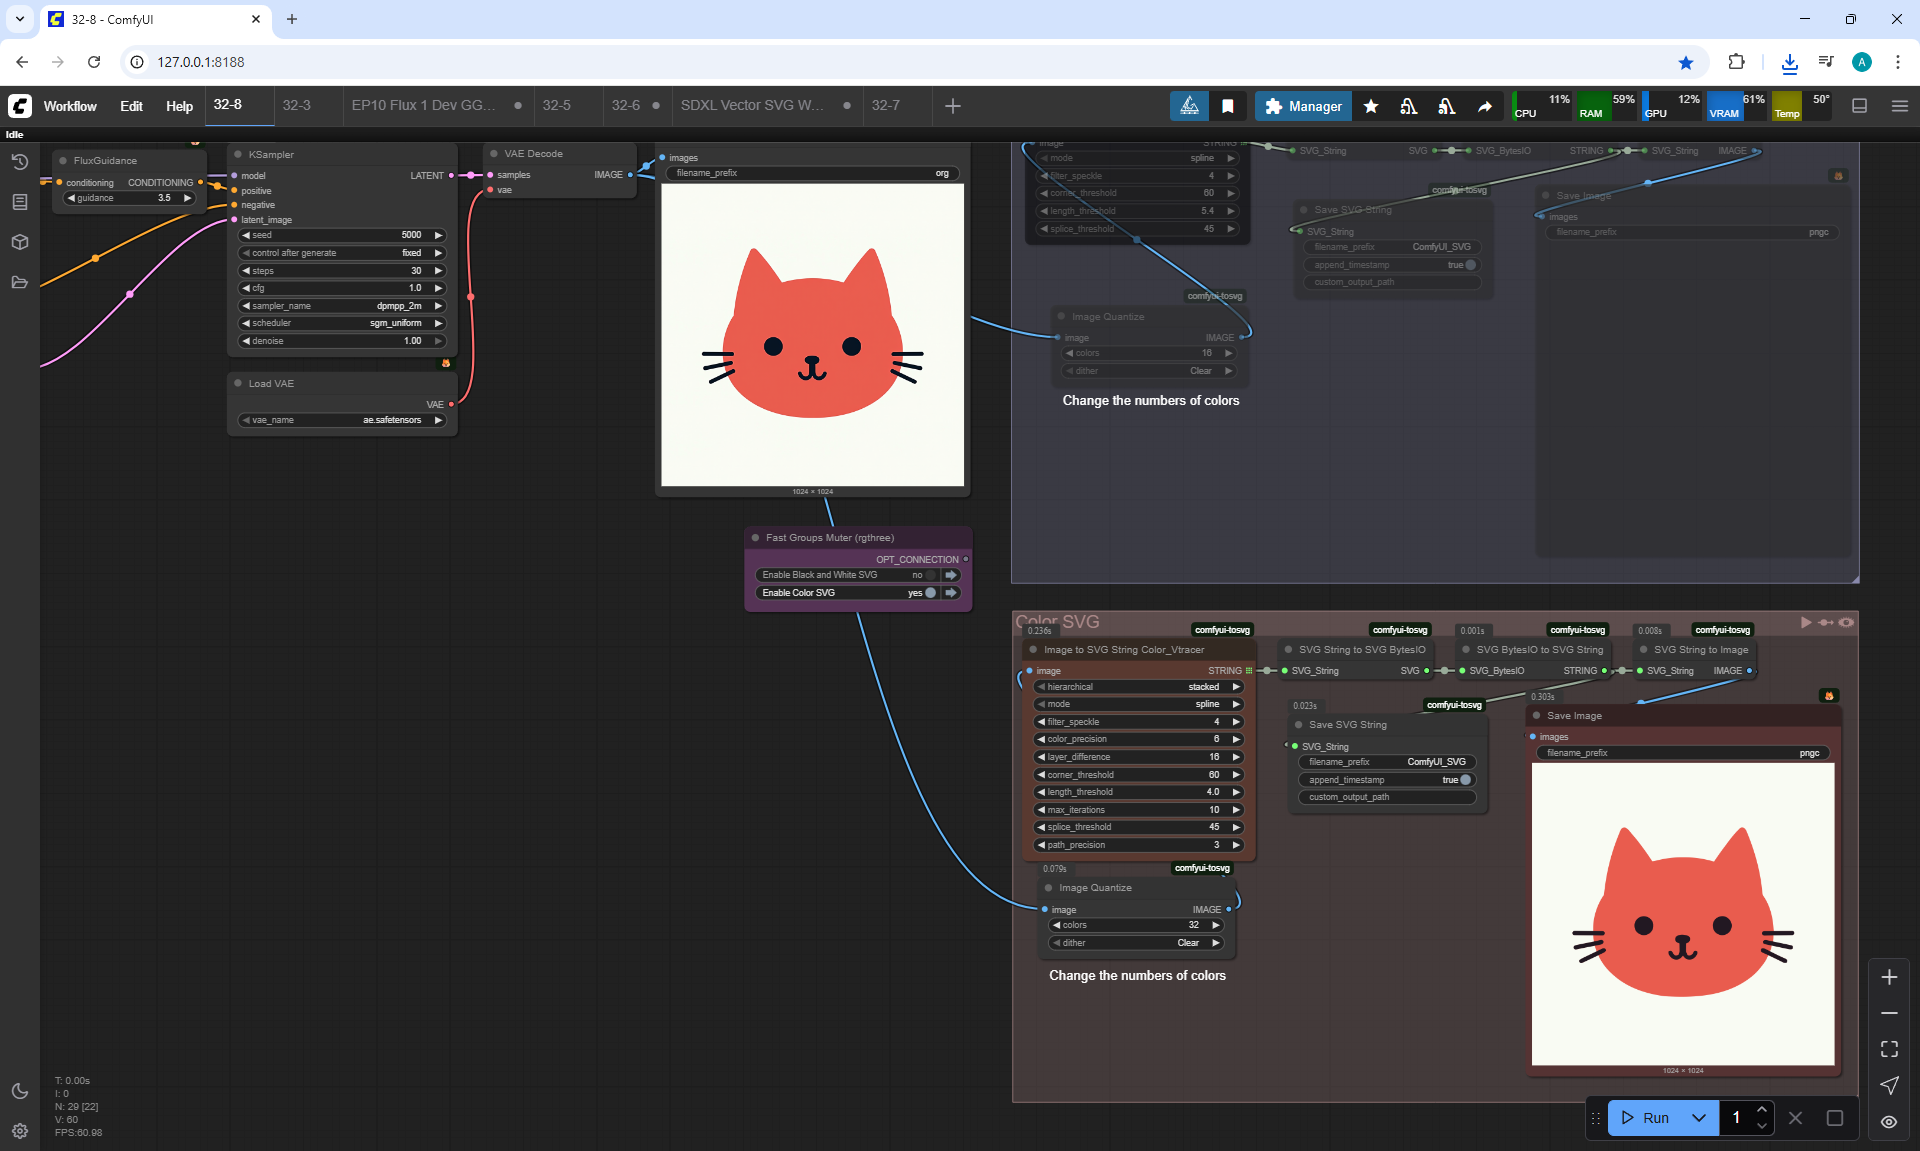 32-8 - ComfyUI
127.0.0.1:8188
A
Workflow Edit Help 32-8 32-3 EP10 Flux 1 Dev GG... 32-5 32-6 SDXL Vector SVG W... 32-7
Manager
CPU 11% RAM 59% GPU 12% VRAM 61% Temp 50°
Idle
FluxGuidance
conditioning CONDITIONING
guidance 3.5
KSampler
model LATENT
positive
negative
latent_image
seed 5000
control after generate fixed
steps 30
cfg 1.0
sampler_name dpmpp_2m
scheduler sgm_uniform
denoise 1.00
Load VAE
VAE
vae_name ae.safetensors
VAE Decode
samples IMAGE
vae
images
filename_prefix org
1024 × 1024
Fast Groups Muter (rgthree)
OPT_CONNECTION
Enable Black and White SVG no
Enable Color SVG yes
image STRING
mode spline
filter_speckle 4
corner_threshold 60
length_threshold 5.4
splice_threshold 45
SVG_String SVG
SVG_BytesIO STRING
SVG_String IMAGE
comfyui-tosvg
Save SVG String
SVG_String
filename_prefix ComfyUI_SVG
append_timestamp true
custom_output_path
Save Image
images
filename_prefix pngc
comfyui-tosvg
Image Quantize
image IMAGE
colors 16
dither Clear
Change the numbers of colors
Color SVG
0.236s comfyui-tosvg
Image to SVG String Color_Vtracer
image STRING
hierarchical stacked
mode spline
filter_speckle 4
color_precision 6
layer_difference 16
corner_threshold 60
length_threshold 4.0
max_iterations 10
splice_threshold 45
path_precision 3
comfyui-tosvg
SVG String to SVG BytesIO
SVG_String SVG
0.001s comfyui-tosvg
SVG BytesIO to SVG String
SVG_BytesIO STRING
0.008s comfyui-tosvg
SVG String to Image
SVG_String IMAGE
0.023s comfyui-tosvg
Save SVG String
SVG_String
filename_prefix ComfyUI_SVG
append_timestamp true
custom_output_path
0.303s
Save Image
images
filename_prefix pngc
1024 × 1024
0.079s comfyui-tosvg
Image Quantize
image IMAGE
colors 32
dither Clear
Change the numbers of colors
T: 0.00s
I: 0
N: 29 [22]
V: 60
FPS:60.98
Run 1